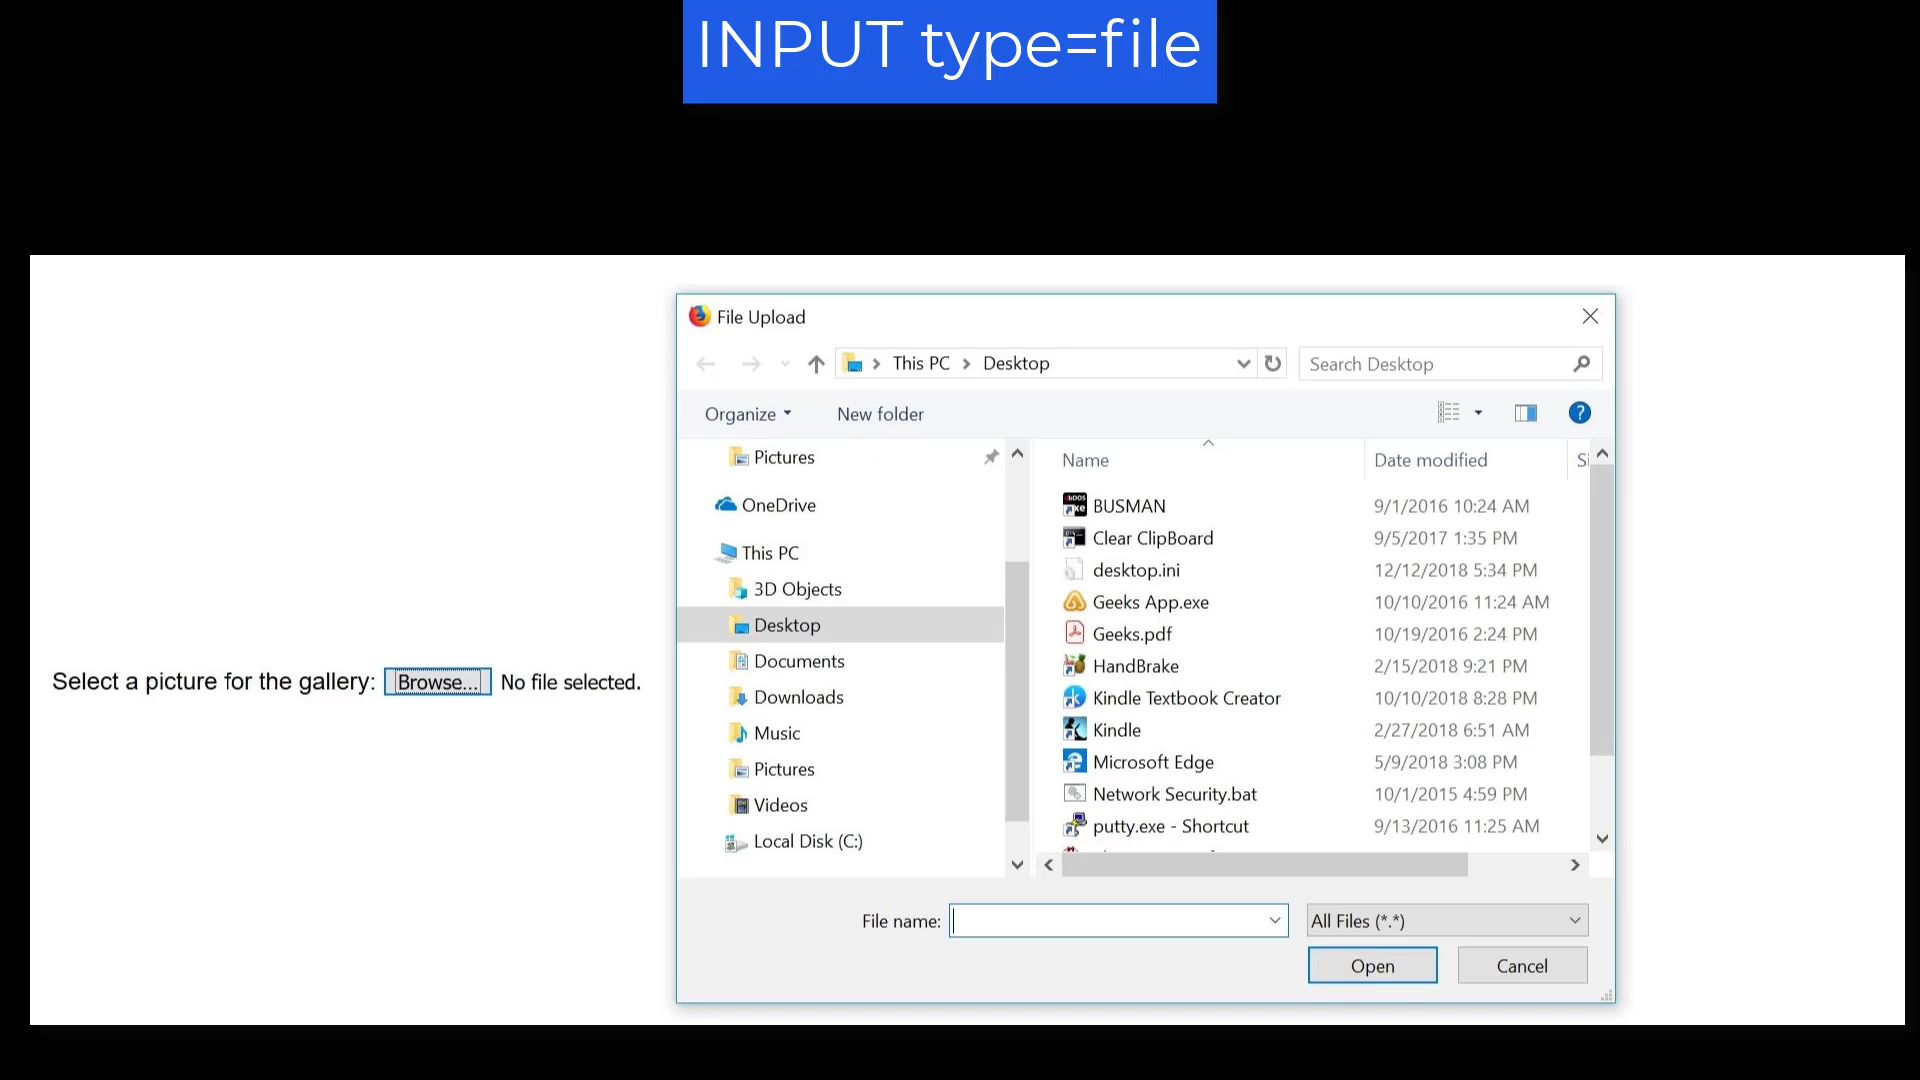 INPUT type=file
Select a picture for the gallery: Browse... No file selected.
File Upload
This PC > Desktop
Search Desktop
Organize
New folder
Pictures
OneDrive
This PC
3D Objects
Desktop
Documents
Downloads
Music
Pictures
Videos
Local Disk (C:)
Name Date modified Si
BUSMAN 9/1/2016 10:24 AM
Clear ClipBoard 9/5/2017 1:35 PM
desktop.ini 12/12/2018 5:34 PM
Geeks App.exe 10/10/2016 11:24 AM
Geeks.pdf 10/19/2016 2:24 PM
HandBrake 2/15/2018 9:21 PM
Kindle Textbook Creator 10/10/2018 8:28 PM
Kindle 2/27/2018 6:51 AM
Microsoft Edge 5/9/2018 3:08 PM
Network Security.bat 10/1/2015 4:59 PM
putty.exe - Shortcut 9/13/2016 11:25 AM
File name:
All Files (*.*)
Open
Cancel